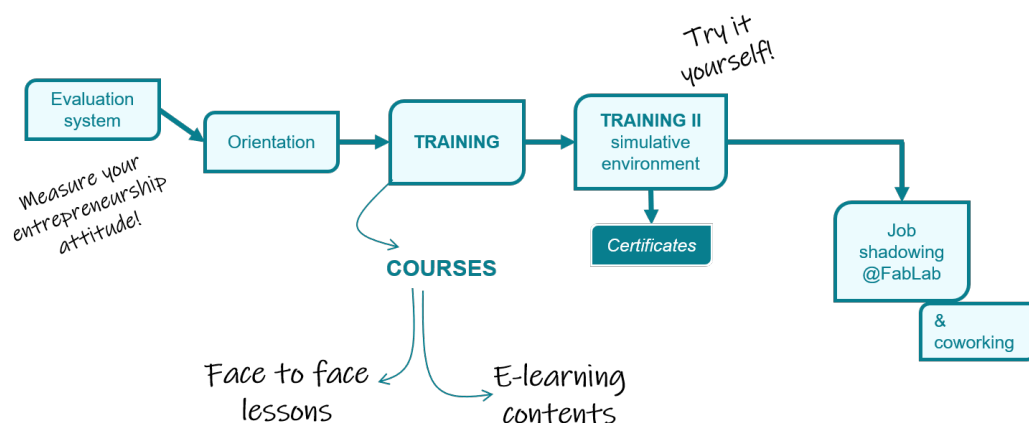 Evaluation
system
Measure your
entrepreneurship
attitude!
Orientation
TRAINING
COURSES
Face to face
lessons
E-learning
contents
Try it
yourself!
TRAINING II
simulative
environment
Certificates
Job
shadowing
@FabLab
&
coworking